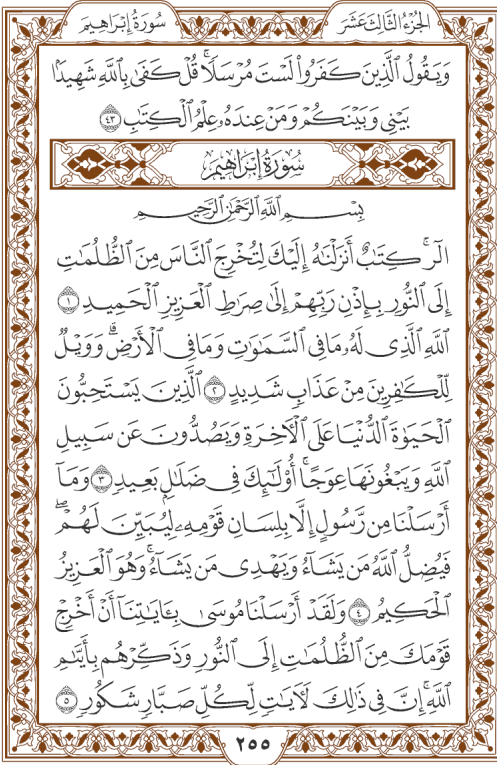 الجزء الثالث عشر
سورة إبراهيم
وَيَقُولُ ٱلَّذِينَ كَفَرُوا۟ لَسْتَ مُرْسَلًا ۚ قُلْ كَفَىٰ بِٱللَّهِ شَهِيدًۢا
بَيْنِى وَبَيْنَكُمْ وَمَنْ عِندَهُۥ عِلْمُ ٱلْكِتَٰبِ ٤٣
سُورَةُ إِبْرَاهِيمَ
بِسْمِ ٱللَّهِ ٱلرَّحْمَٰنِ ٱلرَّحِيمِ
الٓر ۚ كِتَٰبٌ أَنزَلْنَٰهُ إِلَيْكَ لِتُخْرِجَ ٱلنَّاسَ مِنَ ٱلظُّلُمَٰتِ
إِلَى ٱلنُّورِ بِإِذْنِ رَبِّهِمْ إِلَىٰ صِرَٰطِ ٱلْعَزِيزِ ٱلْحَمِيدِ ١
ٱللَّهِ ٱلَّذِى لَهُۥ مَا فِى ٱلسَّمَٰوَٰتِ وَمَا فِى ٱلْأَرْضِ ۗ وَوَيْلٌ
لِّلْكَٰفِرِينَ مِنْ عَذَابٍ شَدِيدٍ ٢ ٱلَّذِينَ يَسْتَحِبُّونَ
ٱلْحَيَوٰةَ ٱلدُّنْيَا عَلَى ٱلْءَاخِرَةِ وَيَصُدُّونَ عَن سَبِيلِ
ٱللَّهِ وَيَبْغُونَهَا عِوَجًا ۚ أُو۟لَٰٓئِكَ فِى ضَلَٰلٍۭ بَعِيدٍ ٣ وَمَآ
أَرْسَلْنَا مِن رَّسُولٍ إِلَّا بِلِسَانِ قَوْمِهِۦ لِيُبَيِّنَ لَهُمْ ۖ
فَيُضِلُّ ٱللَّهُ مَن يَشَآءُ وَيَهْدِى مَن يَشَآءُ ۚ وَهُوَ ٱلْعَزِيزُ
ٱلْحَكِيمُ ٤ وَلَقَدْ أَرْسَلْنَا مُوسَىٰ بِـَٔايَٰتِنَآ أَنْ أَخْرِجْ
قَوْمَكَ مِنَ ٱلظُّلُمَٰتِ إِلَى ٱلنُّورِ وَذَكِّرْهُم بِأَيَّىٰمِ
ٱللَّهِ ۚ إِنَّ فِى ذَٰلِكَ لَءَايَٰتٍ لِّكُلِّ صَبَّارٍ شَكُورٍ ٥
٢٥٥